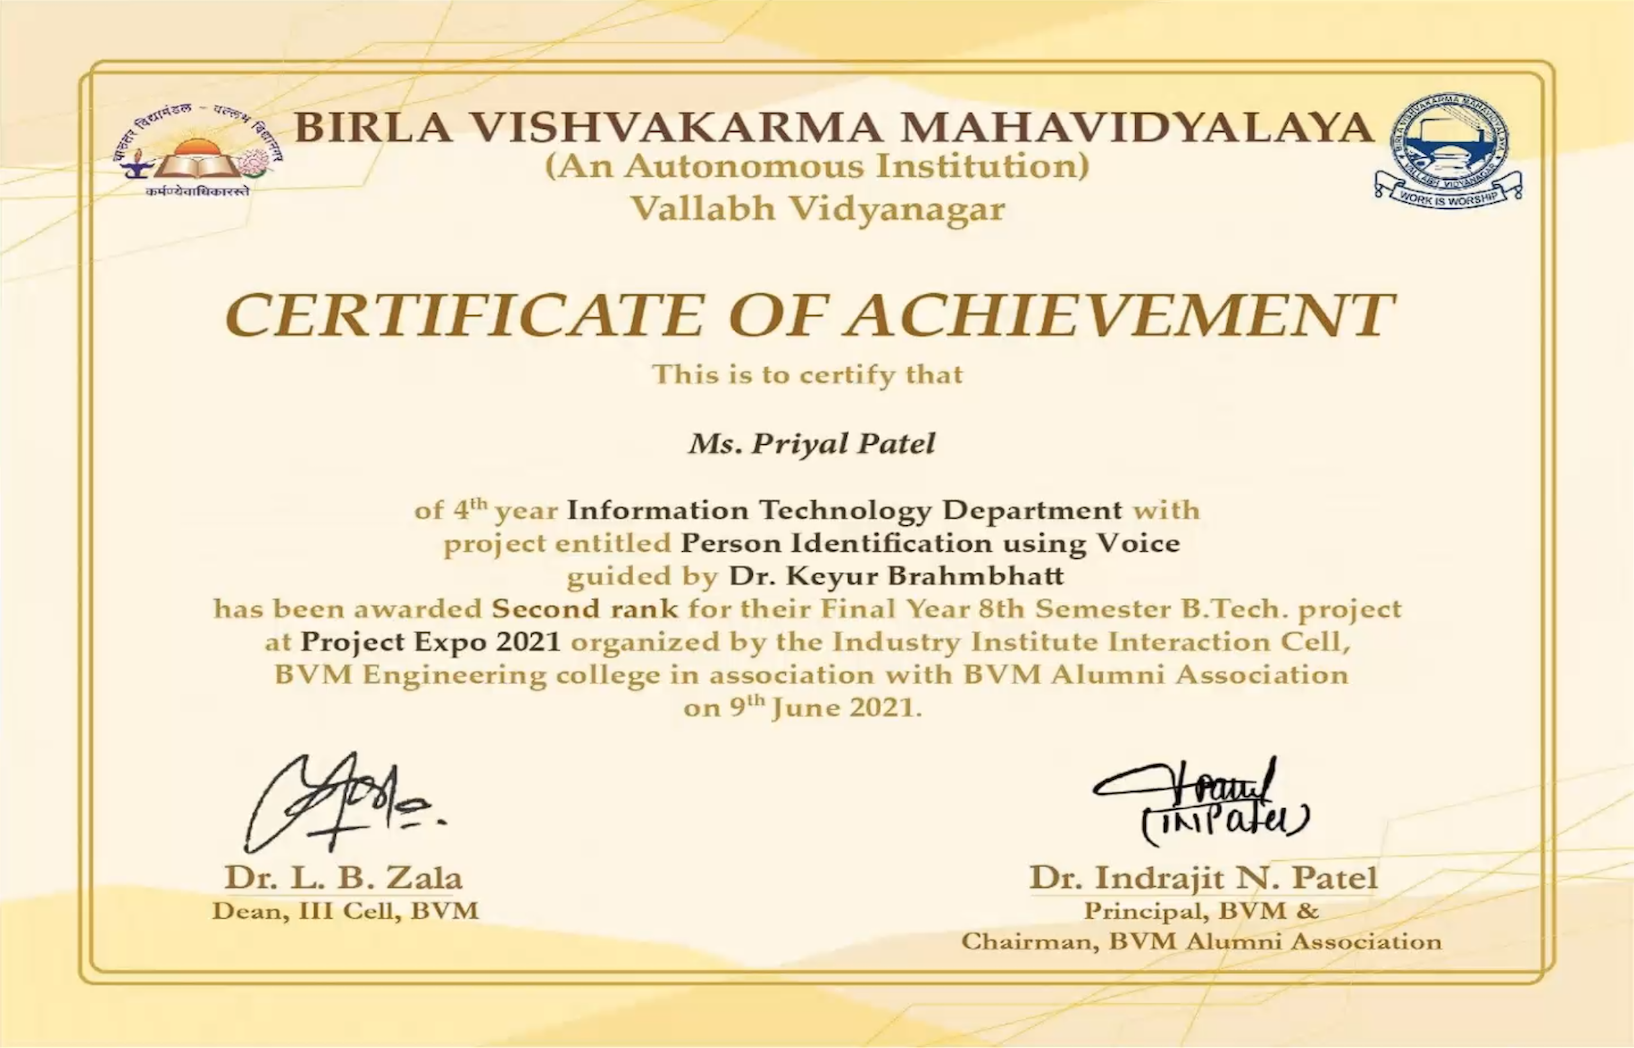 चारुतर विद्यामंडल - वल्लभ विद्यानगर
कर्मण्येवाधिकारस्ते
BIRLA VISHVAKARMA MAHAVIDYALAYA
(An Autonomous Institution)
Vallabh Vidyanagar
BIRLA VISHVAKARMA MAHAVIDYALAYA
VALLABH VIDYANAGAR
WORK IS WORSHIP
CERTIFICATE OF ACHIEVEMENT
This is to certify that
Ms. Priyal Patel
of 4th year Information Technology Department with
project entitled Person Identification using Voice
guided by Dr. Keyur Brahmbhatt
has been awarded Second rank for their Final Year 8th Semester B.Tech. project
at Project Expo 2021 organized by the Industry Institute Interaction Cell,
BVM Engineering college in association with BVM Alumni Association
on 9th June 2021.
(INPatel)
Dr. L. B. Zala
Dean, III Cell, BVM
Dr. Indrajit N. Patel
Principal, BVM &
Chairman, BVM Alumni Association